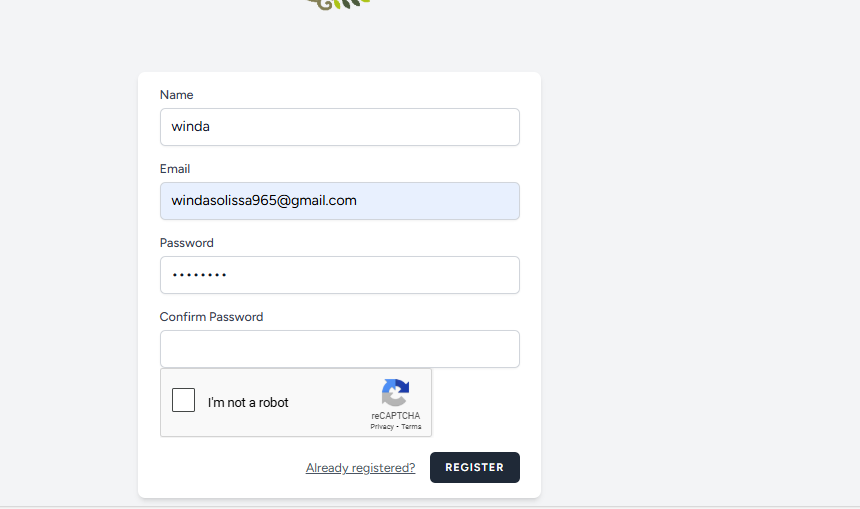 Name
winda
Email
windasolissa965@gmail.com
Password
••••••••
Confirm Password
I'm not a robot
reCAPTCHA
Privacy - Terms
Already registered?
REGISTER